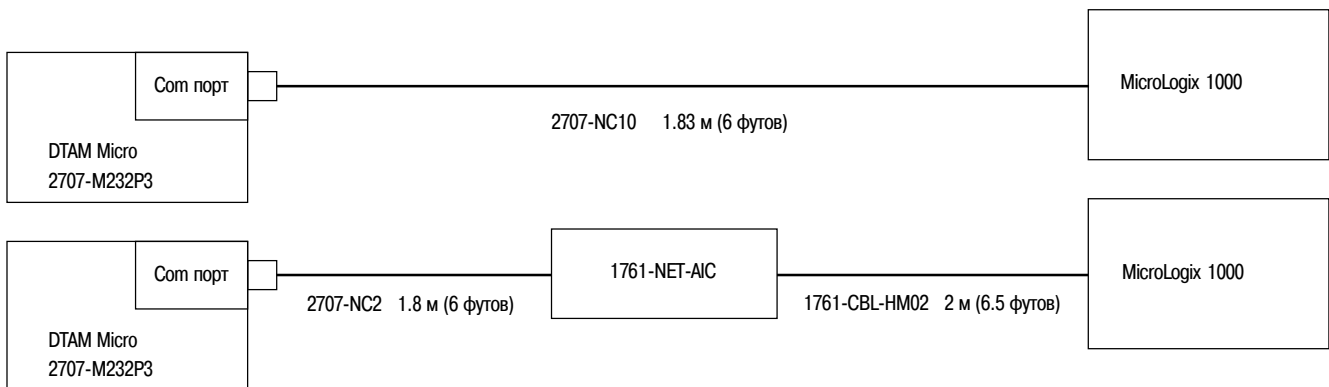 Com порт
MicroLogix 1000
2707-NC10 1.83 м (6 футов)
DTAM Micro
2707-M232P3
Com порт
1761-NET-AIC
MicroLogix 1000
2707-NC2 1.8 м (6 футов)
1761-CBL-HM02 2 м (6.5 футов)
DTAM Micro
2707-M232P3